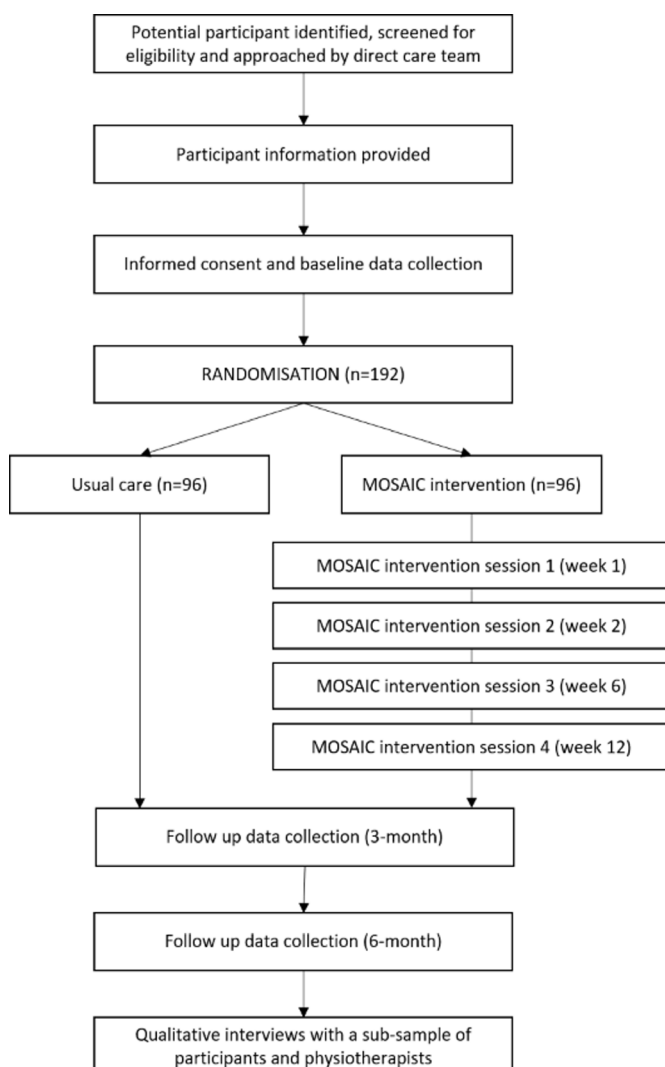 Potential participant identified, screened for
eligibility and approached by direct care team
Participant information provided
Informed consent and baseline data collection
RANDOMISATION (n=192)
Usual care (n=96)
MOSAIC intervention (n=96)
MOSAIC intervention session 1 (week 1)
MOSAIC intervention session 2 (week 2)
MOSAIC intervention session 3 (week 6)
MOSAIC intervention session 4 (week 12)
Follow up data collection (3-month)
Follow up data collection (6-month)
Qualitative interviews with a sub-sample of
participants and physiotherapists